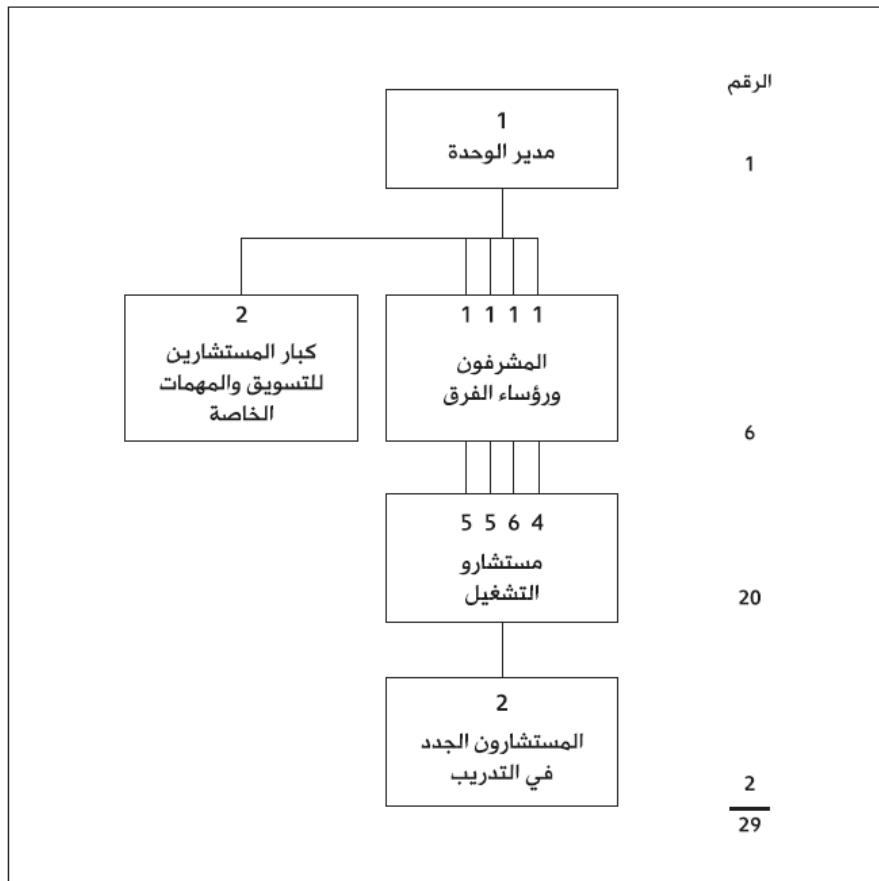 الرقم
1
مدير الوحدة
1
2
كبار المستشارين
للتسويق والمهمات
الخاصة
1 1 1 1
المشرفون
ورؤساء الفرق
6
5 5 6 4
مستشارو
التشغيل
20
2
المستشارون الجدد
في التدريب
2
29